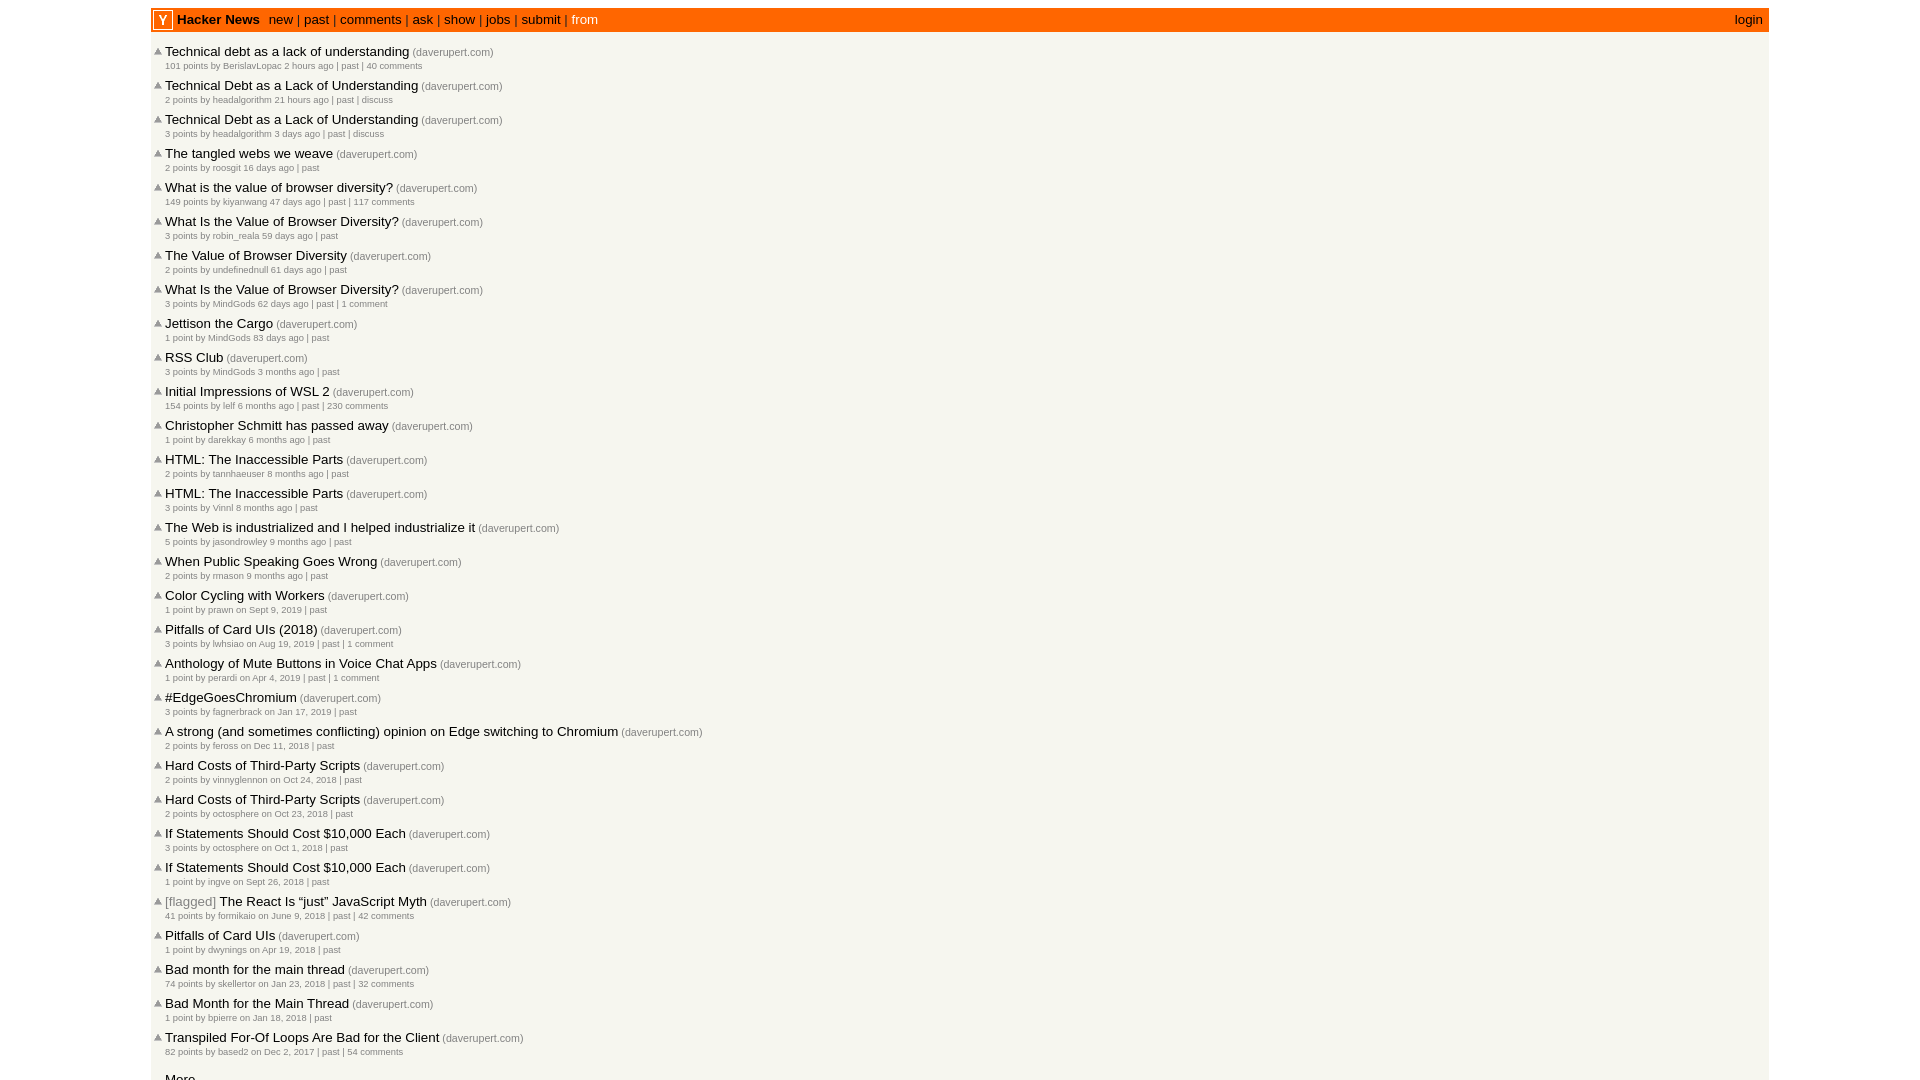 Y Hacker News new | past | comments | ask | show | jobs | submit | from login
Technical debt as a lack of understanding (daverupert.com)
101 points by BerislavLopac 2 hours ago | past | 40 comments
Technical Debt as a Lack of Understanding (daverupert.com)
2 points by headalgorithm 21 hours ago | past | discuss
Technical Debt as a Lack of Understanding (daverupert.com)
3 points by headalgorithm 3 days ago | past | discuss
The tangled webs we weave (daverupert.com)
2 points by roosgit 16 days ago | past
What is the value of browser diversity? (daverupert.com)
149 points by kiyanwang 47 days ago | past | 117 comments
What Is the Value of Browser Diversity? (daverupert.com)
3 points by robin_reala 59 days ago | past
The Value of Browser Diversity (daverupert.com)
2 points by undefinednull 61 days ago | past
What Is the Value of Browser Diversity? (daverupert.com)
3 points by MindGods 62 days ago | past | 1 comment
Jettison the Cargo (daverupert.com)
1 point by MindGods 83 days ago | past
RSS Club (daverupert.com)
3 points by MindGods 3 months ago | past
Initial Impressions of WSL 2 (daverupert.com)
154 points by lelf 6 months ago | past | 230 comments
Christopher Schmitt has passed away (daverupert.com)
1 point by darekkay 6 months ago | past
HTML: The Inaccessible Parts (daverupert.com)
2 points by tannhaeuser 8 months ago | past
HTML: The Inaccessible Parts (daverupert.com)
3 points by Vinnl 8 months ago | past
The Web is industrialized and I helped industrialize it (daverupert.com)
5 points by jasondrowley 9 months ago | past
When Public Speaking Goes Wrong (daverupert.com)
2 points by rmason 9 months ago | past
Color Cycling with Workers (daverupert.com)
1 point by prawn on Sept 9, 2019 | past
Pitfalls of Card UIs (2018) (daverupert.com)
3 points by lwhsiao on Aug 19, 2019 | past | 1 comment
Anthology of Mute Buttons in Voice Chat Apps (daverupert.com)
1 point by perardi on Apr 4, 2019 | past | 1 comment
#EdgeGoesChromium (daverupert.com)
3 points by fagnerbrack on Jan 17, 2019 | past
A strong (and sometimes conflicting) opinion on Edge switching to Chromium (daverupert.com)
2 points by feross on Dec 11, 2018 | past
Hard Costs of Third-Party Scripts (daverupert.com)
2 points by vinnyglennon on Oct 24, 2018 | past
Hard Costs of Third-Party Scripts (daverupert.com)
2 points by octosphere on Oct 23, 2018 | past
If Statements Should Cost $10,000 Each (daverupert.com)
3 points by octosphere on Oct 1, 2018 | past
If Statements Should Cost $10,000 Each (daverupert.com)
1 point by ingve on Sept 26, 2018 | past
[flagged] The React Is “just” JavaScript Myth (daverupert.com)
41 points by formikaio on June 9, 2018 | past | 42 comments
Pitfalls of Card UIs (daverupert.com)
1 point by dwynings on Apr 19, 2018 | past
Bad month for the main thread (daverupert.com)
74 points by skellertor on Jan 23, 2018 | past | 32 comments
Bad Month for the Main Thread (daverupert.com)
1 point by bpierre on Jan 18, 2018 | past
Transpiled For-Of Loops Are Bad for the Client (daverupert.com)
82 points by based2 on Dec 2, 2017 | past | 54 comments
More